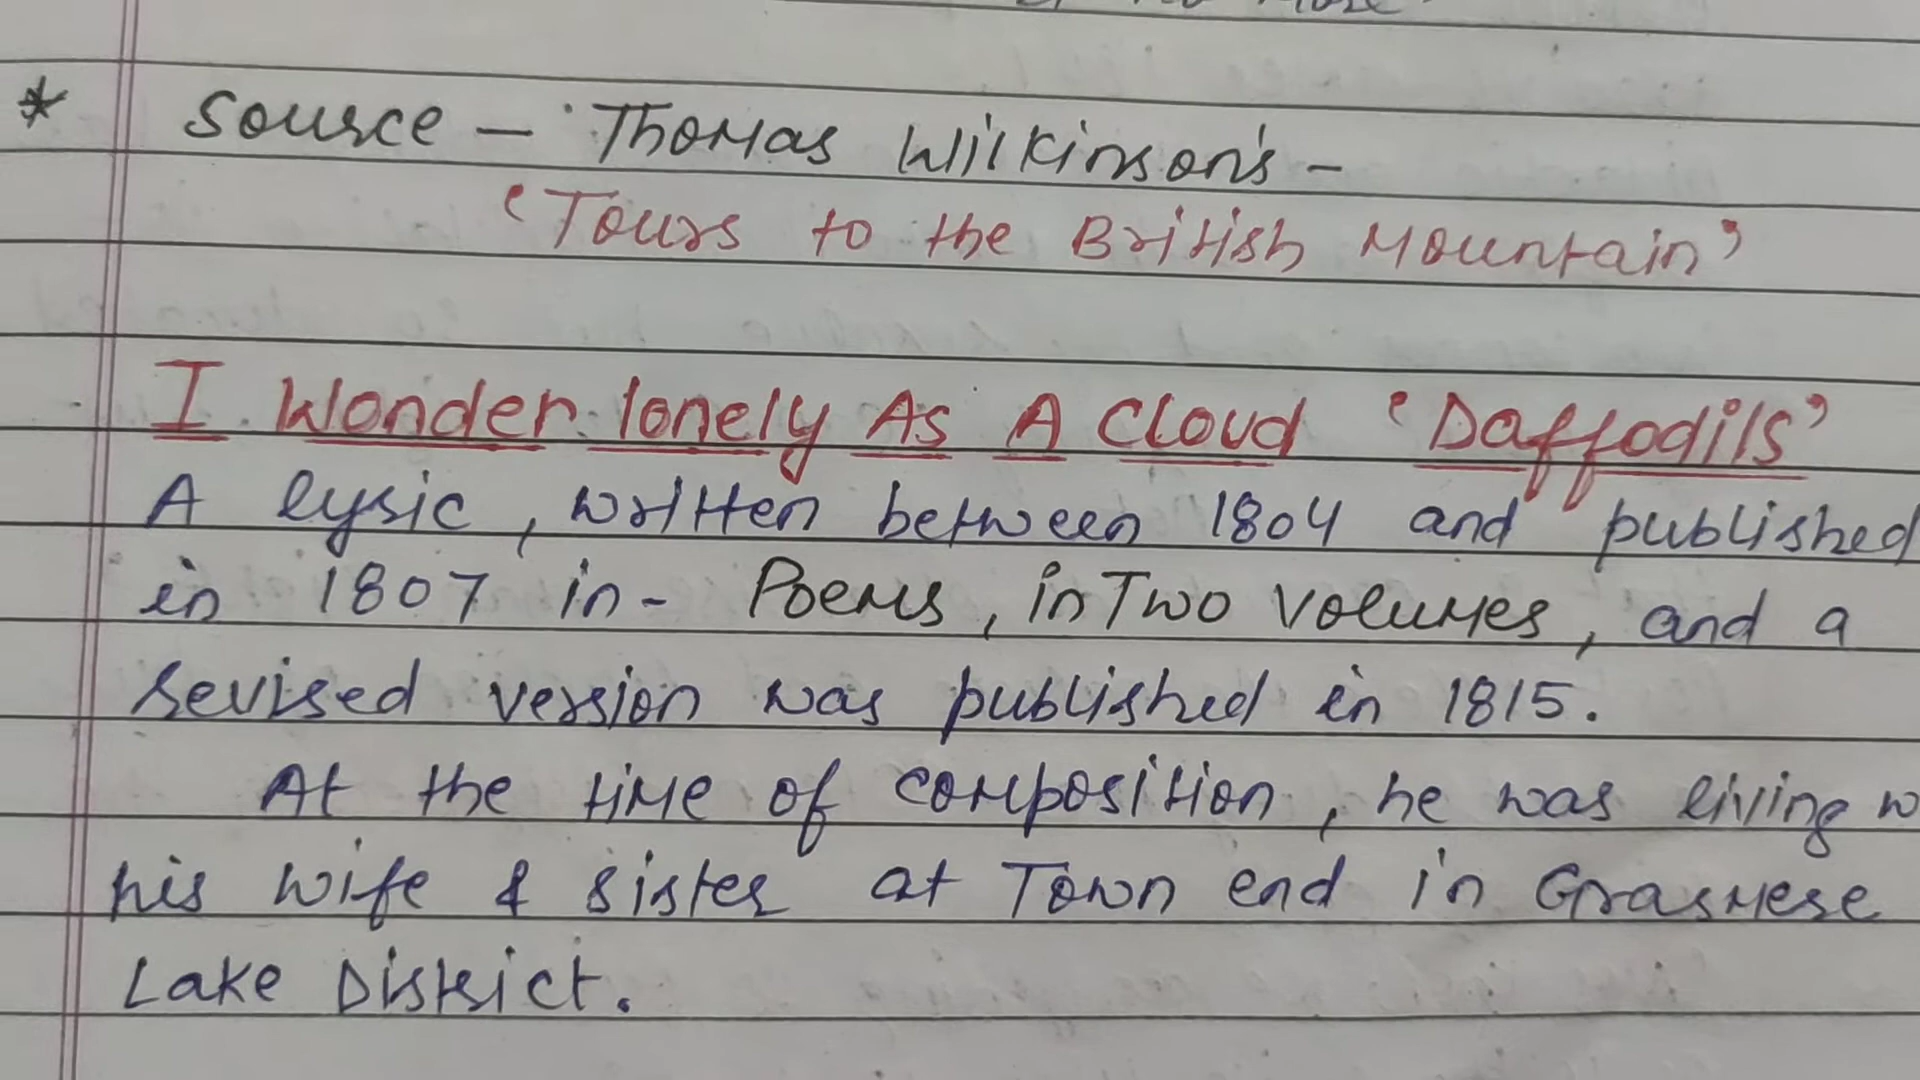 * Source - Thomas Wilkinson's -
'Tours to the British Mountain'
I Wonder lonely As A Cloud 'Daffodils'
A lyric, written between 1804 and published
in 1807 in - Poems, in Two Volumes, and a
revised version was published in 1815.
At the time of composition, he was living w
his wife & sister at Town end in Grasmere
Lake District.